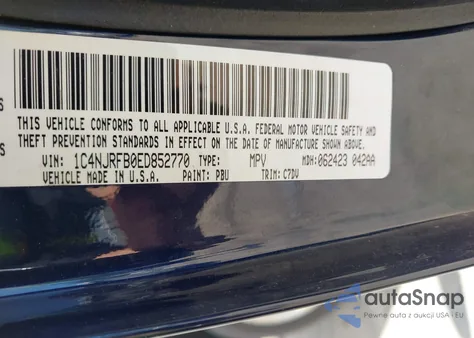 THIS VEHICLE CONFORMS TO ALL APPLICABLE U.S.A. FEDERAL MOTOR VEHICLE SAFETY AND
THEFT PREVENTION STANDARDS IN EFFECT ON THE DATE OF MANUFACTURE SHOWN ABOVE.
VIN: 1C4NJRFB0ED852770 TYPE: MPV MDH: 062423 042AA
VEHICLE MADE IN U.S.A. PAINT: PBU TRIM: C7DV
autaSnap
Pewne auta z aukcji USA i EU